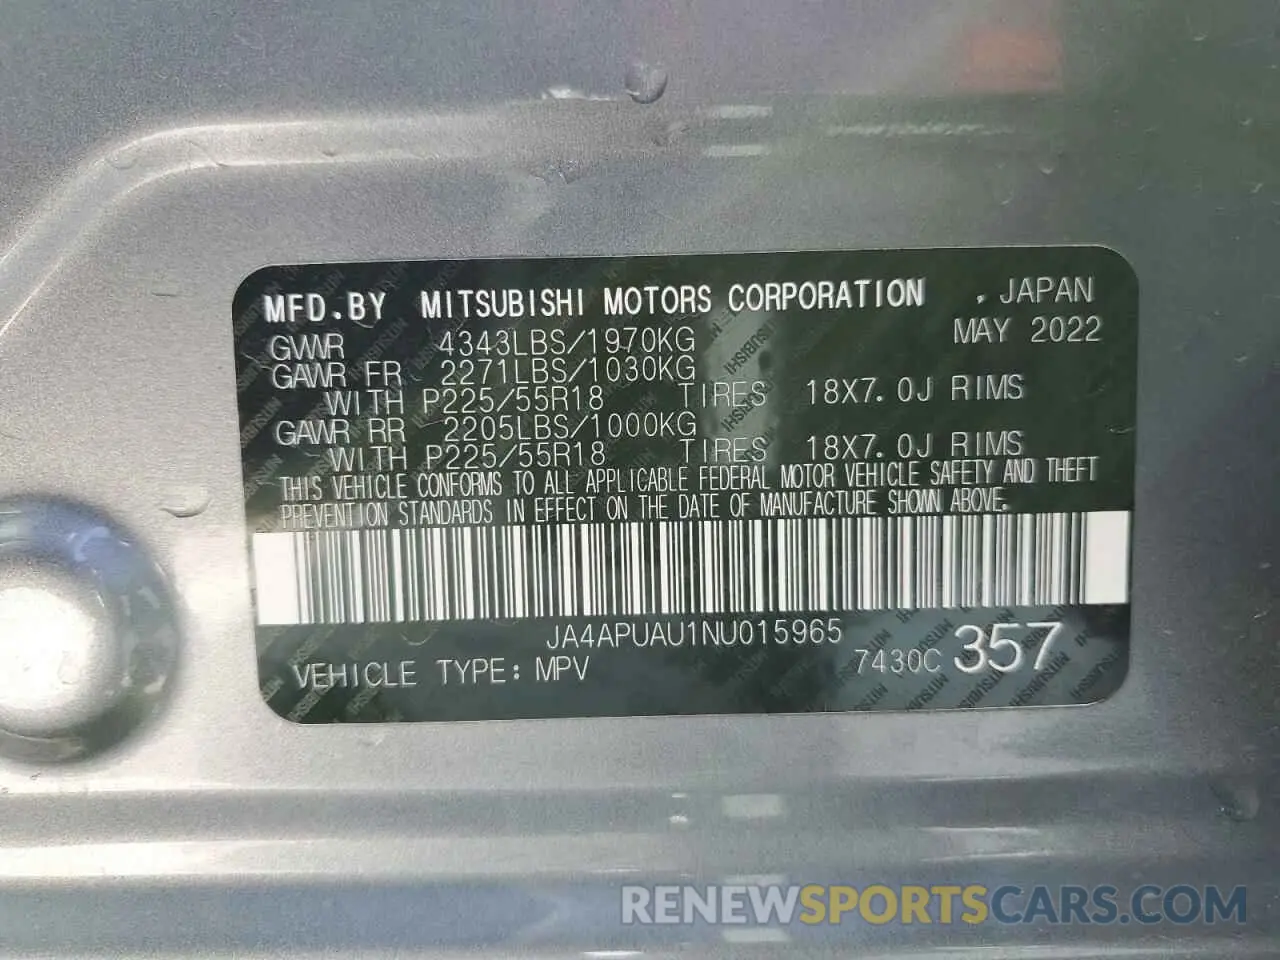 MFD.BY MITSUBISHI MOTORS CORPORATION , JAPAN
GVWR 4343LBS/1970KG MAY 2022
GAWR FR 2271LBS/1030KG
WITH P225/55R18 TIRES 18X7.0J RIMS
GAWR RR 2205LBS/1000KG
WITH P225/55R18 TIRES 18X7.0J RIMS
THIS VEHICLE CONFORMS TO ALL APPLICABLE FEDERAL MOTOR VEHICLE SAFETY AND THEFT
PREVENTION STANDARDS IN EFFECT ON THE DATE OF MANUFACTURE SHOWN ABOVE.
JA4APUAU1NU015965
VEHICLE TYPE: MPV 7430C 357
RENEWSPORTSCARS.COM